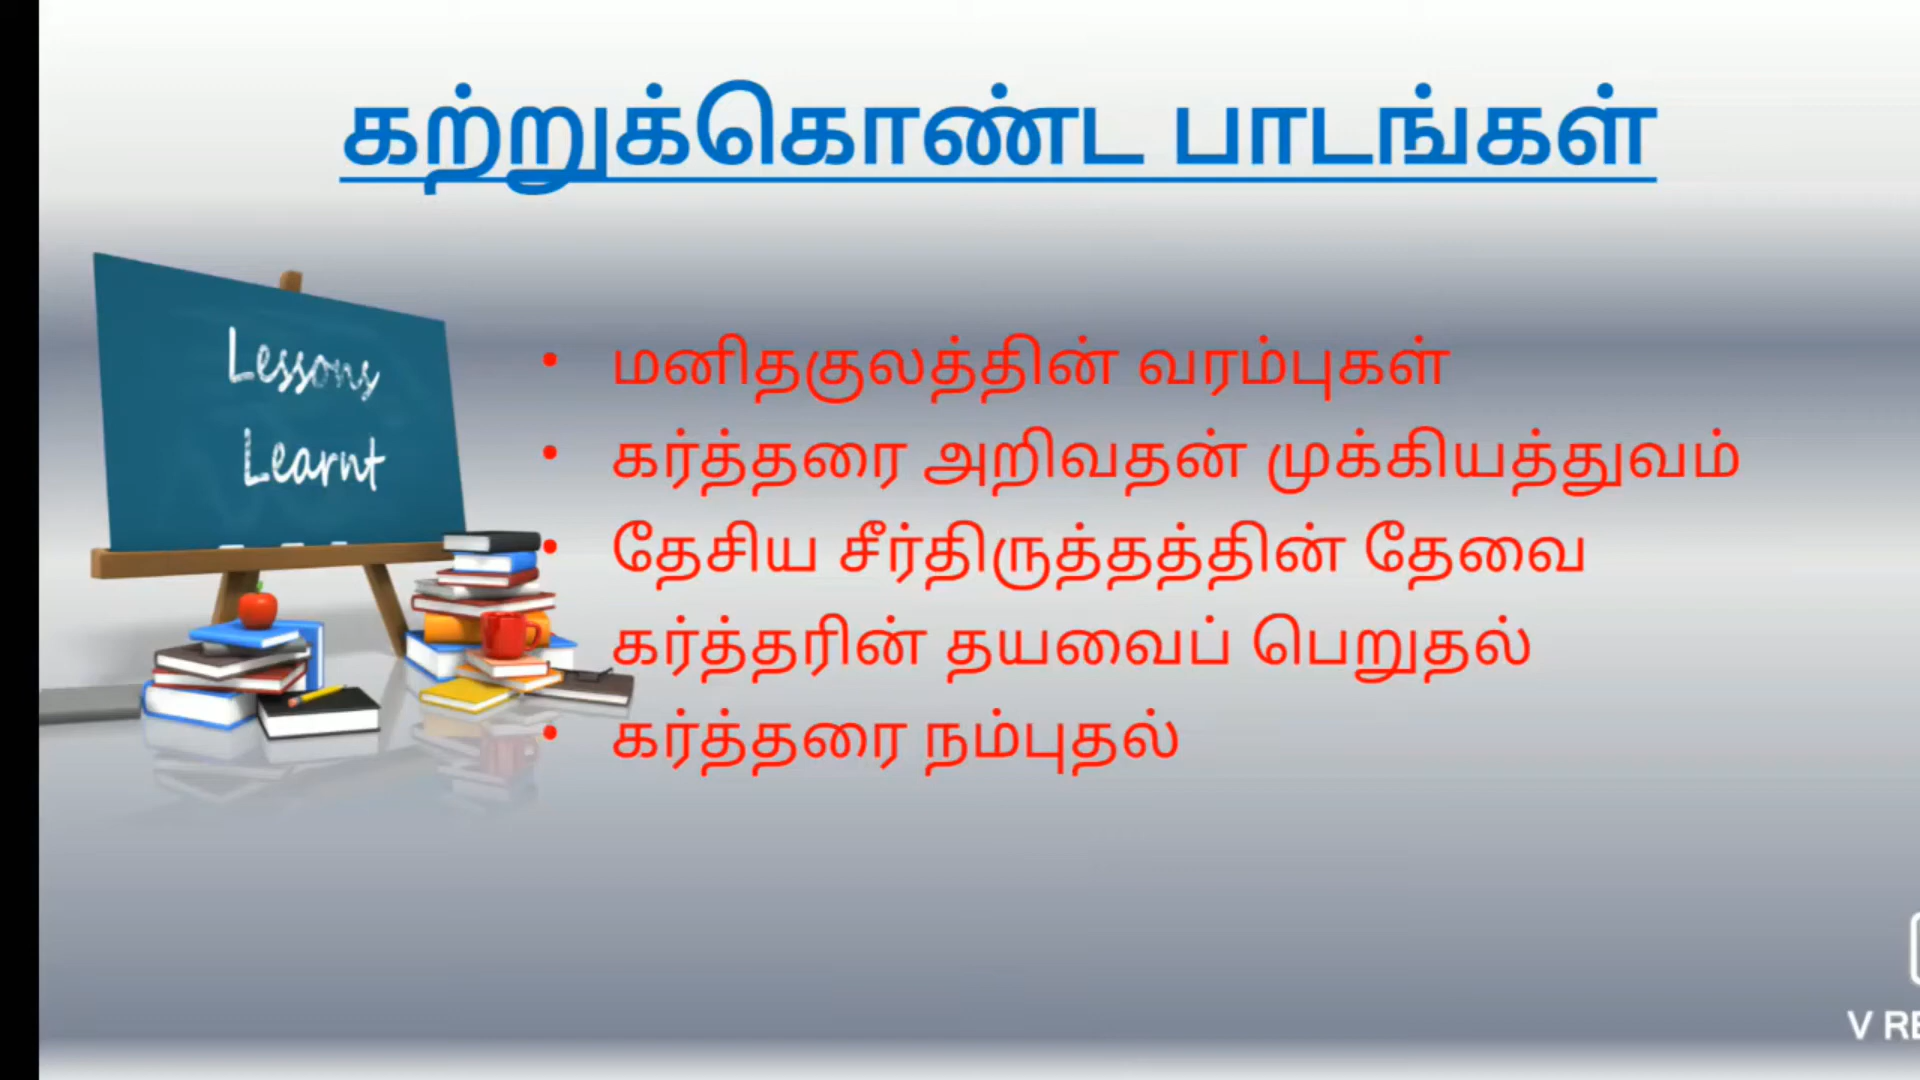 கற்றுக்கொண்ட பாடங்கள்
Lessons
Learnt
• மனிதகுலத்தின் வரம்புகள்
• கர்த்தரை அறிவதன் முக்கியத்துவம்
• தேசிய சீர்திருத்தத்தின் தேவை
கர்த்தரின் தயவைப் பெறுதல்
• கர்த்தரை நம்புதல்
V